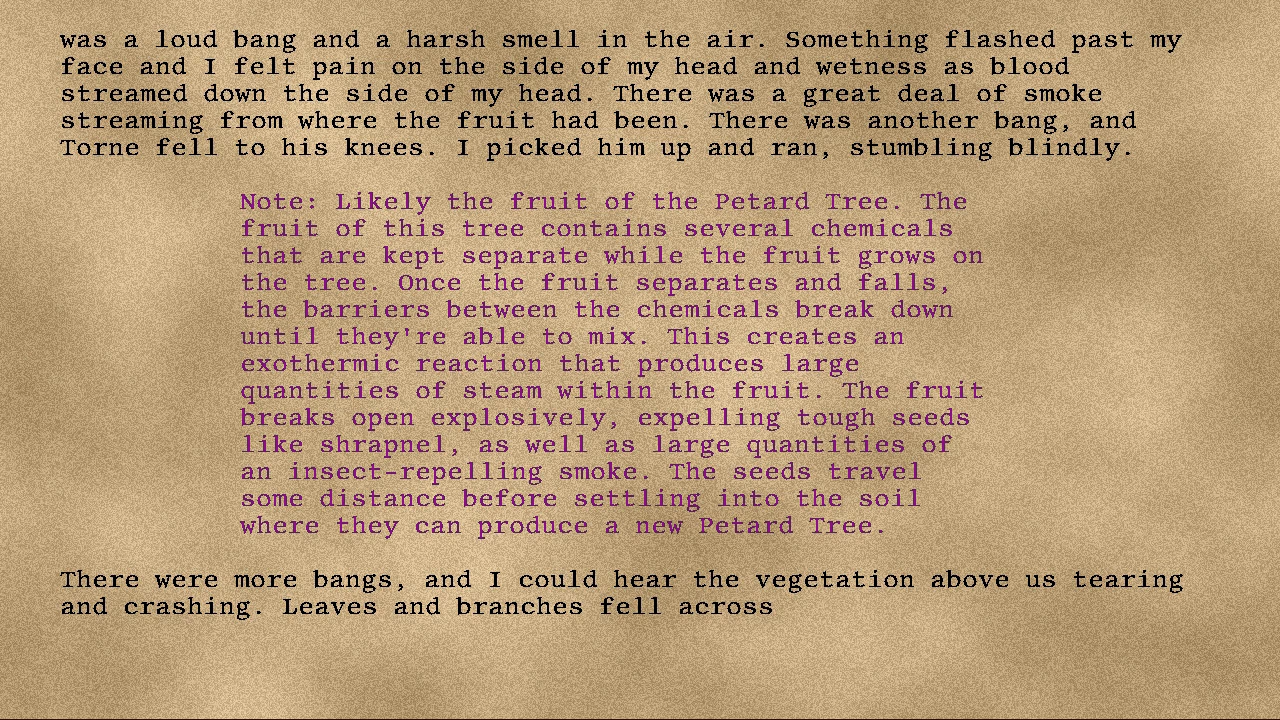 was a loud bang and a harsh smell in the air. Something flashed past my
face and I felt pain on the side of my head and wetness as blood
streamed down the side of my head. There was a great deal of smoke
streaming from where the fruit had been. There was another bang, and
Torne fell to his knees. I picked him up and ran, stumbling blindly.
Note: Likely the fruit of the Petard Tree. The
fruit of this tree contains several chemicals
that are kept separate while the fruit grows on
the tree. Once the fruit separates and falls,
the barriers between the chemicals break down
until they're able to mix. This creates an
exothermic reaction that produces large
quantities of steam within the fruit. The fruit
breaks open explosively, expelling tough seeds
like shrapnel, as well as large quantities of
an insect-repelling smoke. The seeds travel
some distance before settling into the soil
where they can produce a new Petard Tree.
There were more bangs, and I could hear the vegetation above us tearing
and crashing. Leaves and branches fell across